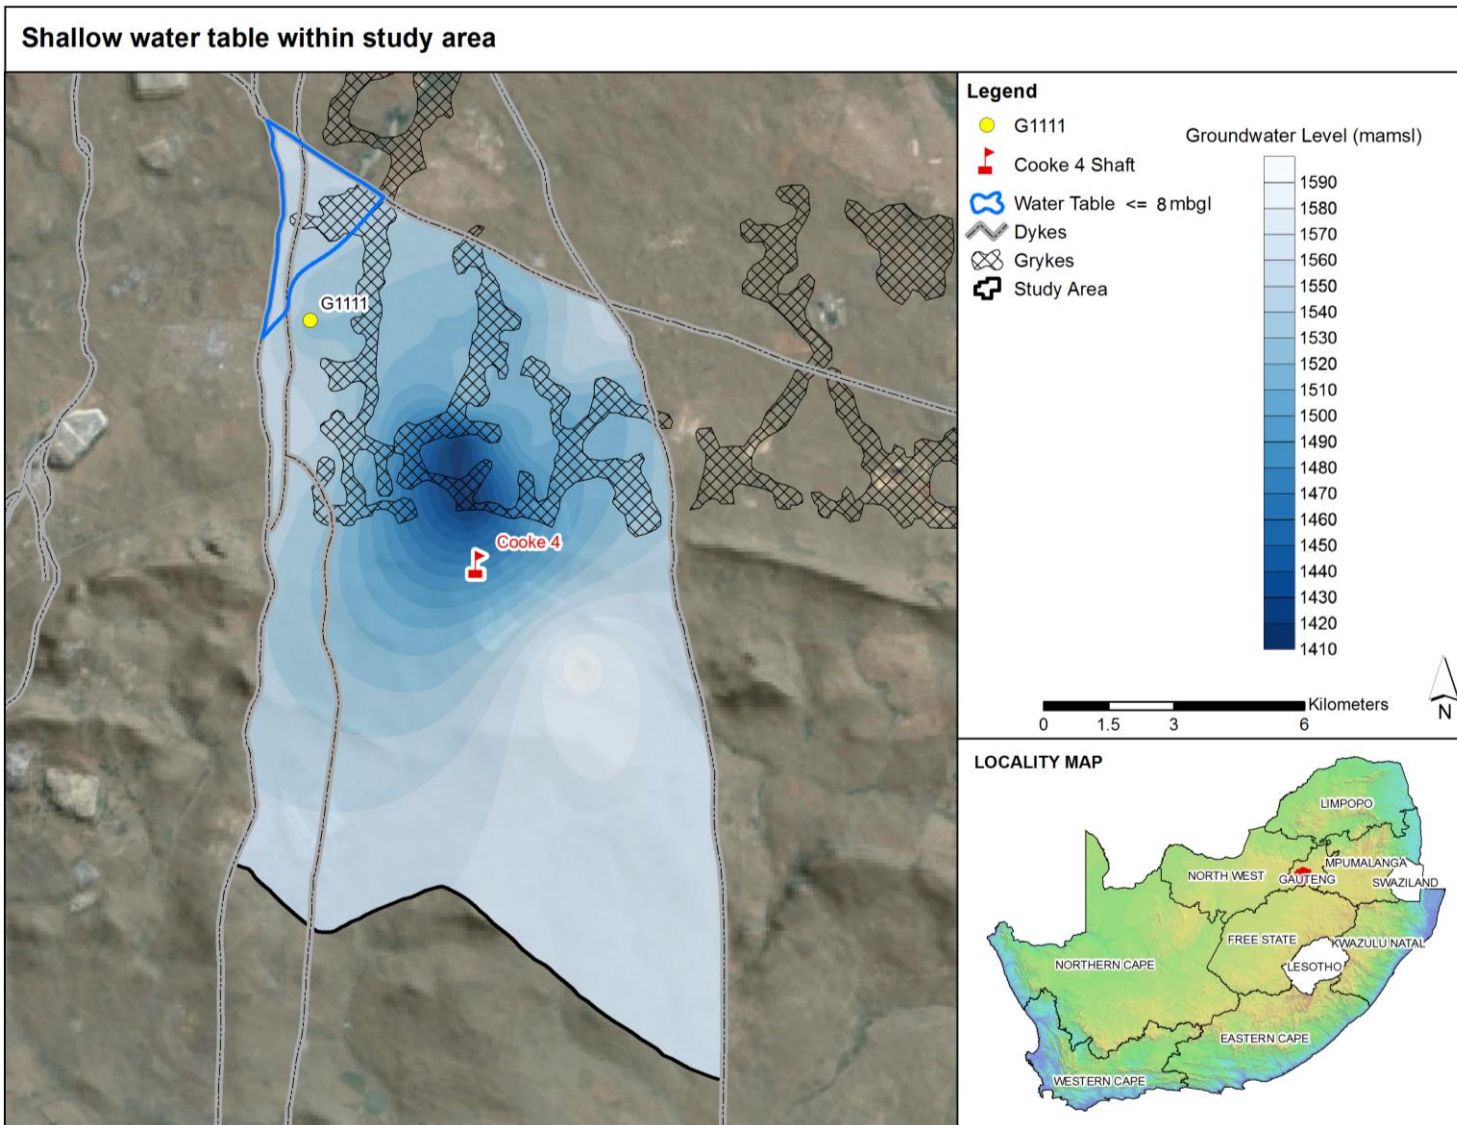 Shallow water table within study area
G1111
Cooke 4
Legend
G1111
Cooke 4 Shaft
Water Table <= 8 mbgl
Dykes
Grykes
Study Area
Groundwater Level (mamsl)
1590
1580
1570
1560
1550
1540
1530
1520
1510
1500
1490
1480
1470
1460
1450
1440
1430
1420
1410
Kilometers
0 1.5 3 6
N
LOCALITY MAP
LIMPOPO
MPUMALANGA
NORTH WEST
GAUTENG
SWAZILAND
FREE STATE
KWAZULU NATAL
NORTHERN CAPE
LESOTHO
EASTERN CAPE
WESTERN CAPE